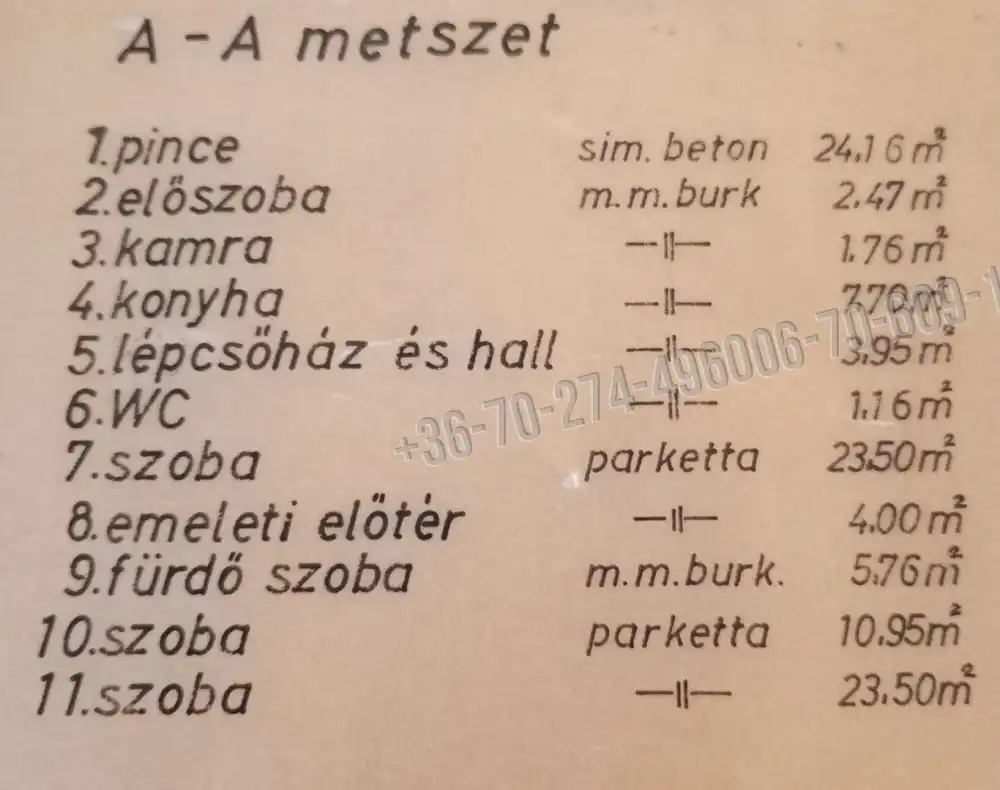 A - A metszet
1. pince sim. beton 24.16 m²
2. előszoba m.m.burk 2.47 m²
3. kamra —||— 1.76 m²
4. konyha —||— 7.70 m²
5. lépcsőház és hall —||— 3.95 m²
6. WC —||— 1.16 m²
7. szoba parketta 23.50 m²
8. emeleti előtér —||— 4.00 m²
9. fürdő szoba m.m.burk. 5.76 m²
10. szoba parketta 10.95 m²
11. szoba —||— 23.50 m²
+36-70-274-496006-70-609-1